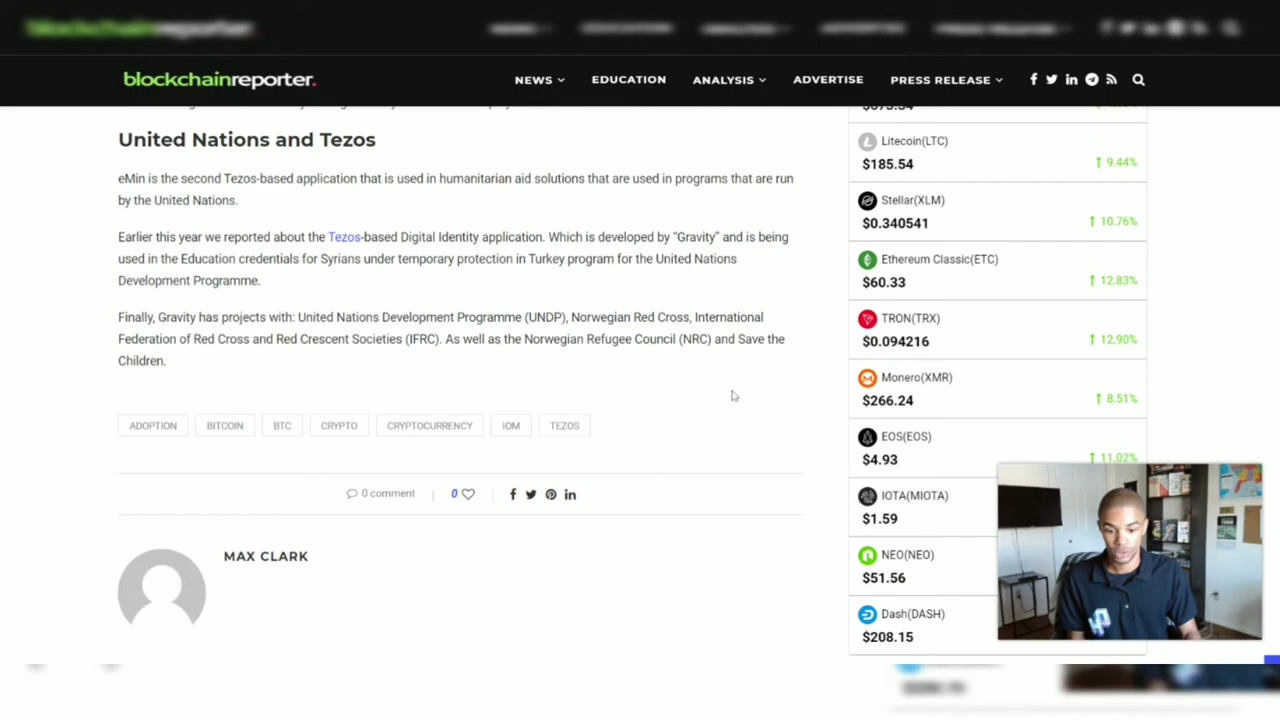 blockchainreporter.
NEWS
EDUCATION
ANALYSIS
ADVERTISE
PRESS RELEASE
United Nations and Tezos
eMin is the second Tezos-based application that is used in humanitarian aid solutions that are used in programs that are run
by the United Nations.
Earlier this year we reported about the Tezos-based Digital Identity application. Which is developed by “Gravity” and is being
used in the Education credentials for Syrians under temporary protection in Turkey program for the United Nations
Development Programme.
Finally, Gravity has projects with: United Nations Development Programme (UNDP), Norwegian Red Cross, International
Federation of Red Cross and Red Crescent Societies (IFRC). As well as the Norwegian Refugee Council (NRC) and Save the
Children.
ADOPTION
BITCOIN
BTC
CRYPTO
CRYPTOCURRENCY
IOM
TEZOS
0 comment
0
MAX CLARK
Litecoin(LTC)
$185.54 9.44%
Stellar(XLM)
$0.340541 10.76%
Ethereum Classic(ETC)
$60.33 12.83%
TRON(TRX)
$0.094216 12.90%
Monero(XMR)
$266.24 8.51%
EOS(EOS)
$4.93 11.02%
IOTA(MIOTA)
$1.59
NEO(NEO)
$51.56
Dash(DASH)
$208.15